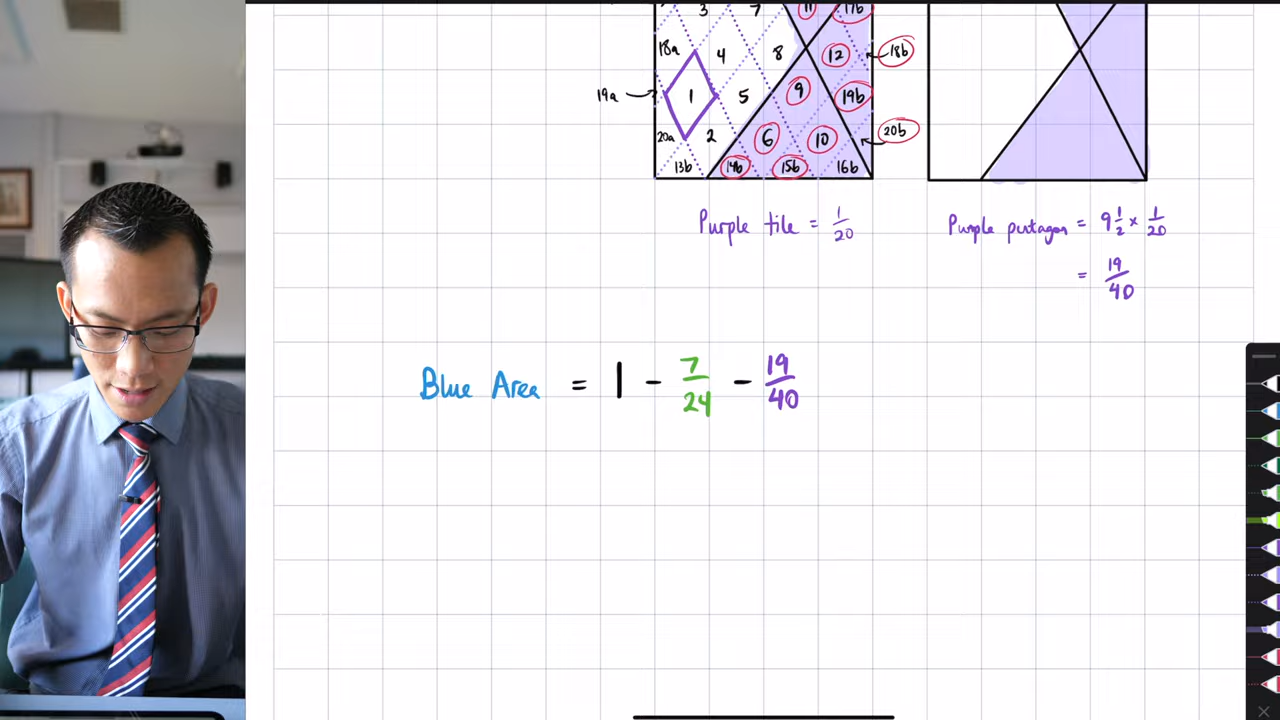 3 7 11 17b
18a 4 8 12 18b
19a 1 5 9 19b
20a 2 6 10 20b
13b 14b 15b 16b
Purple tile = 1/20
Purple pentagon = 9 1/2 × 1/20
= 19/40
Blue Area = 1 - 7/24 - 19/40